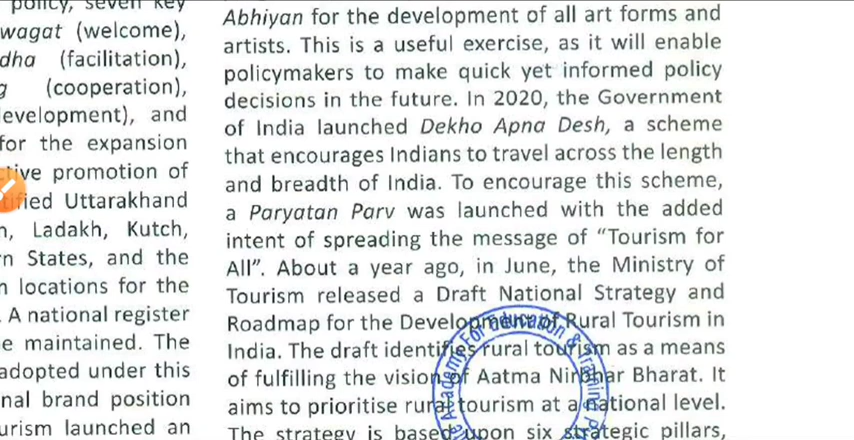 policy, seven key
wagat (welcome),
dha (facilitation),
g (cooperation),
evelopment), and
for the expansion
ctive promotion of
tified Uttarakhand
n, Ladakh, Kutch,
rn States, and the
n locations for the
. A national register
e maintained. The
adopted under this
nal brand position
urism launched an
Abhiyan for the development of all art forms and
artists. This is a useful exercise, as it will enable
policymakers to make quick yet informed policy
decisions in the future. In 2020, the Government
of India launched Dekho Apna Desh, a scheme
that encourages Indians to travel across the length
and breadth of India. To encourage this scheme,
a Paryatan Parv was launched with the added
intent of spreading the message of “Tourism for
All”. About a year ago, in June, the Ministry of
Tourism released a Draft National Strategy and
Roadmap for the Development of Rural Tourism in
India. The draft identifies rural tourism as a means
of fulfilling the vision of Aatma Nirbhar Bharat. It
aims to prioritise rural tourism at a national level.
The strategy is based upon six strategic pillars,
Academy For Education & Training